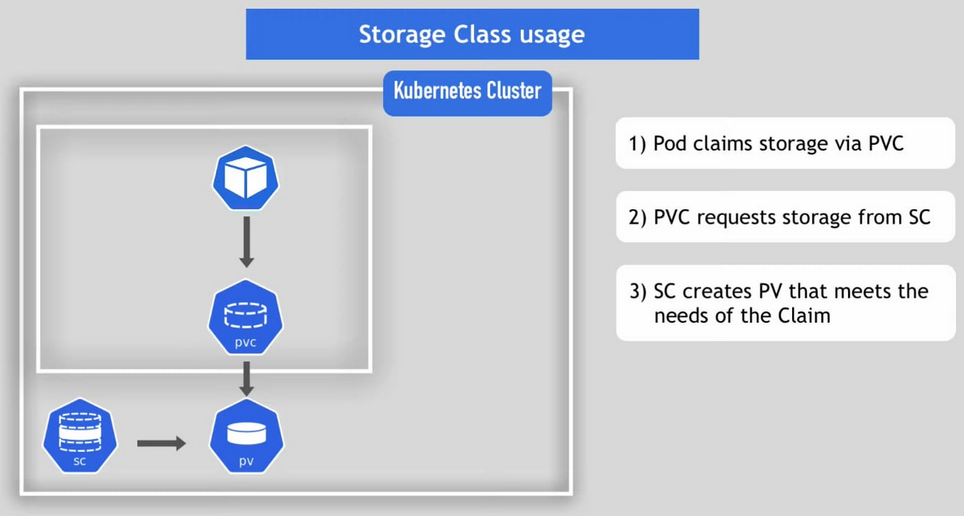 Storage Class usage
Kubernetes Cluster
1) Pod claims storage via PVC
2) PVC requests storage from SC
3) SC creates PV that meets the
needs of the Claim
pvc
sc
pv